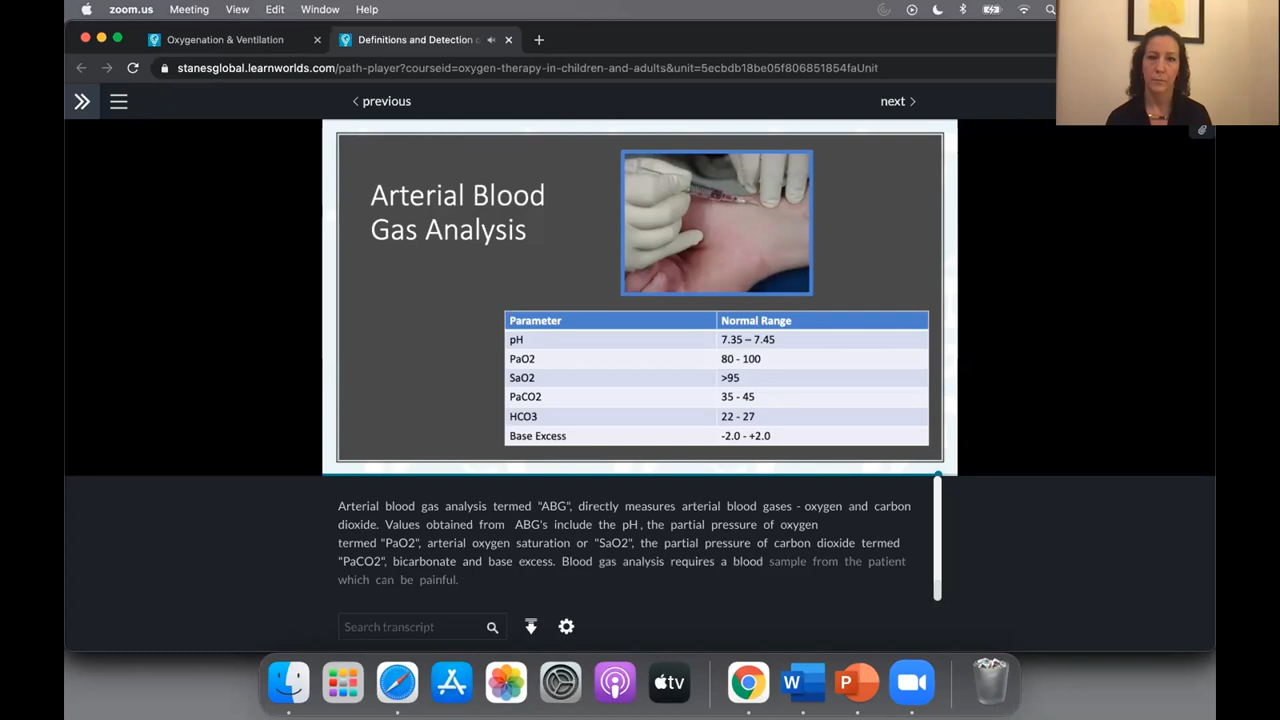 zoom.us Meeting View Edit Window Help
Oxygenation & Ventilation
Definitions and Detection o
stanesglobal.learnworlds.com/path-player?courseid=oxygen-therapy-in-children-and-adults&unit=5ecbdb18be05f806851854faUnit
previous
next
Arterial Blood
Gas Analysis
Parameter Normal Range
pH 7.35 – 7.45
PaO2 80 - 100
SaO2 >95
PaCO2 35 - 45
HCO3 22 - 27
Base Excess -2.0 - +2.0
Arterial blood gas analysis termed "ABG", directly measures arterial blood gases - oxygen and carbon
dioxide. Values obtained from ABG's include the pH , the partial pressure of oxygen
termed "PaO2", arterial oxygen saturation or "SaO2", the partial pressure of carbon dioxide termed
"PaCO2", bicarbonate and base excess. Blood gas analysis requires a blood sample from the patient
which can be painful.
Search transcript
tv
W
P